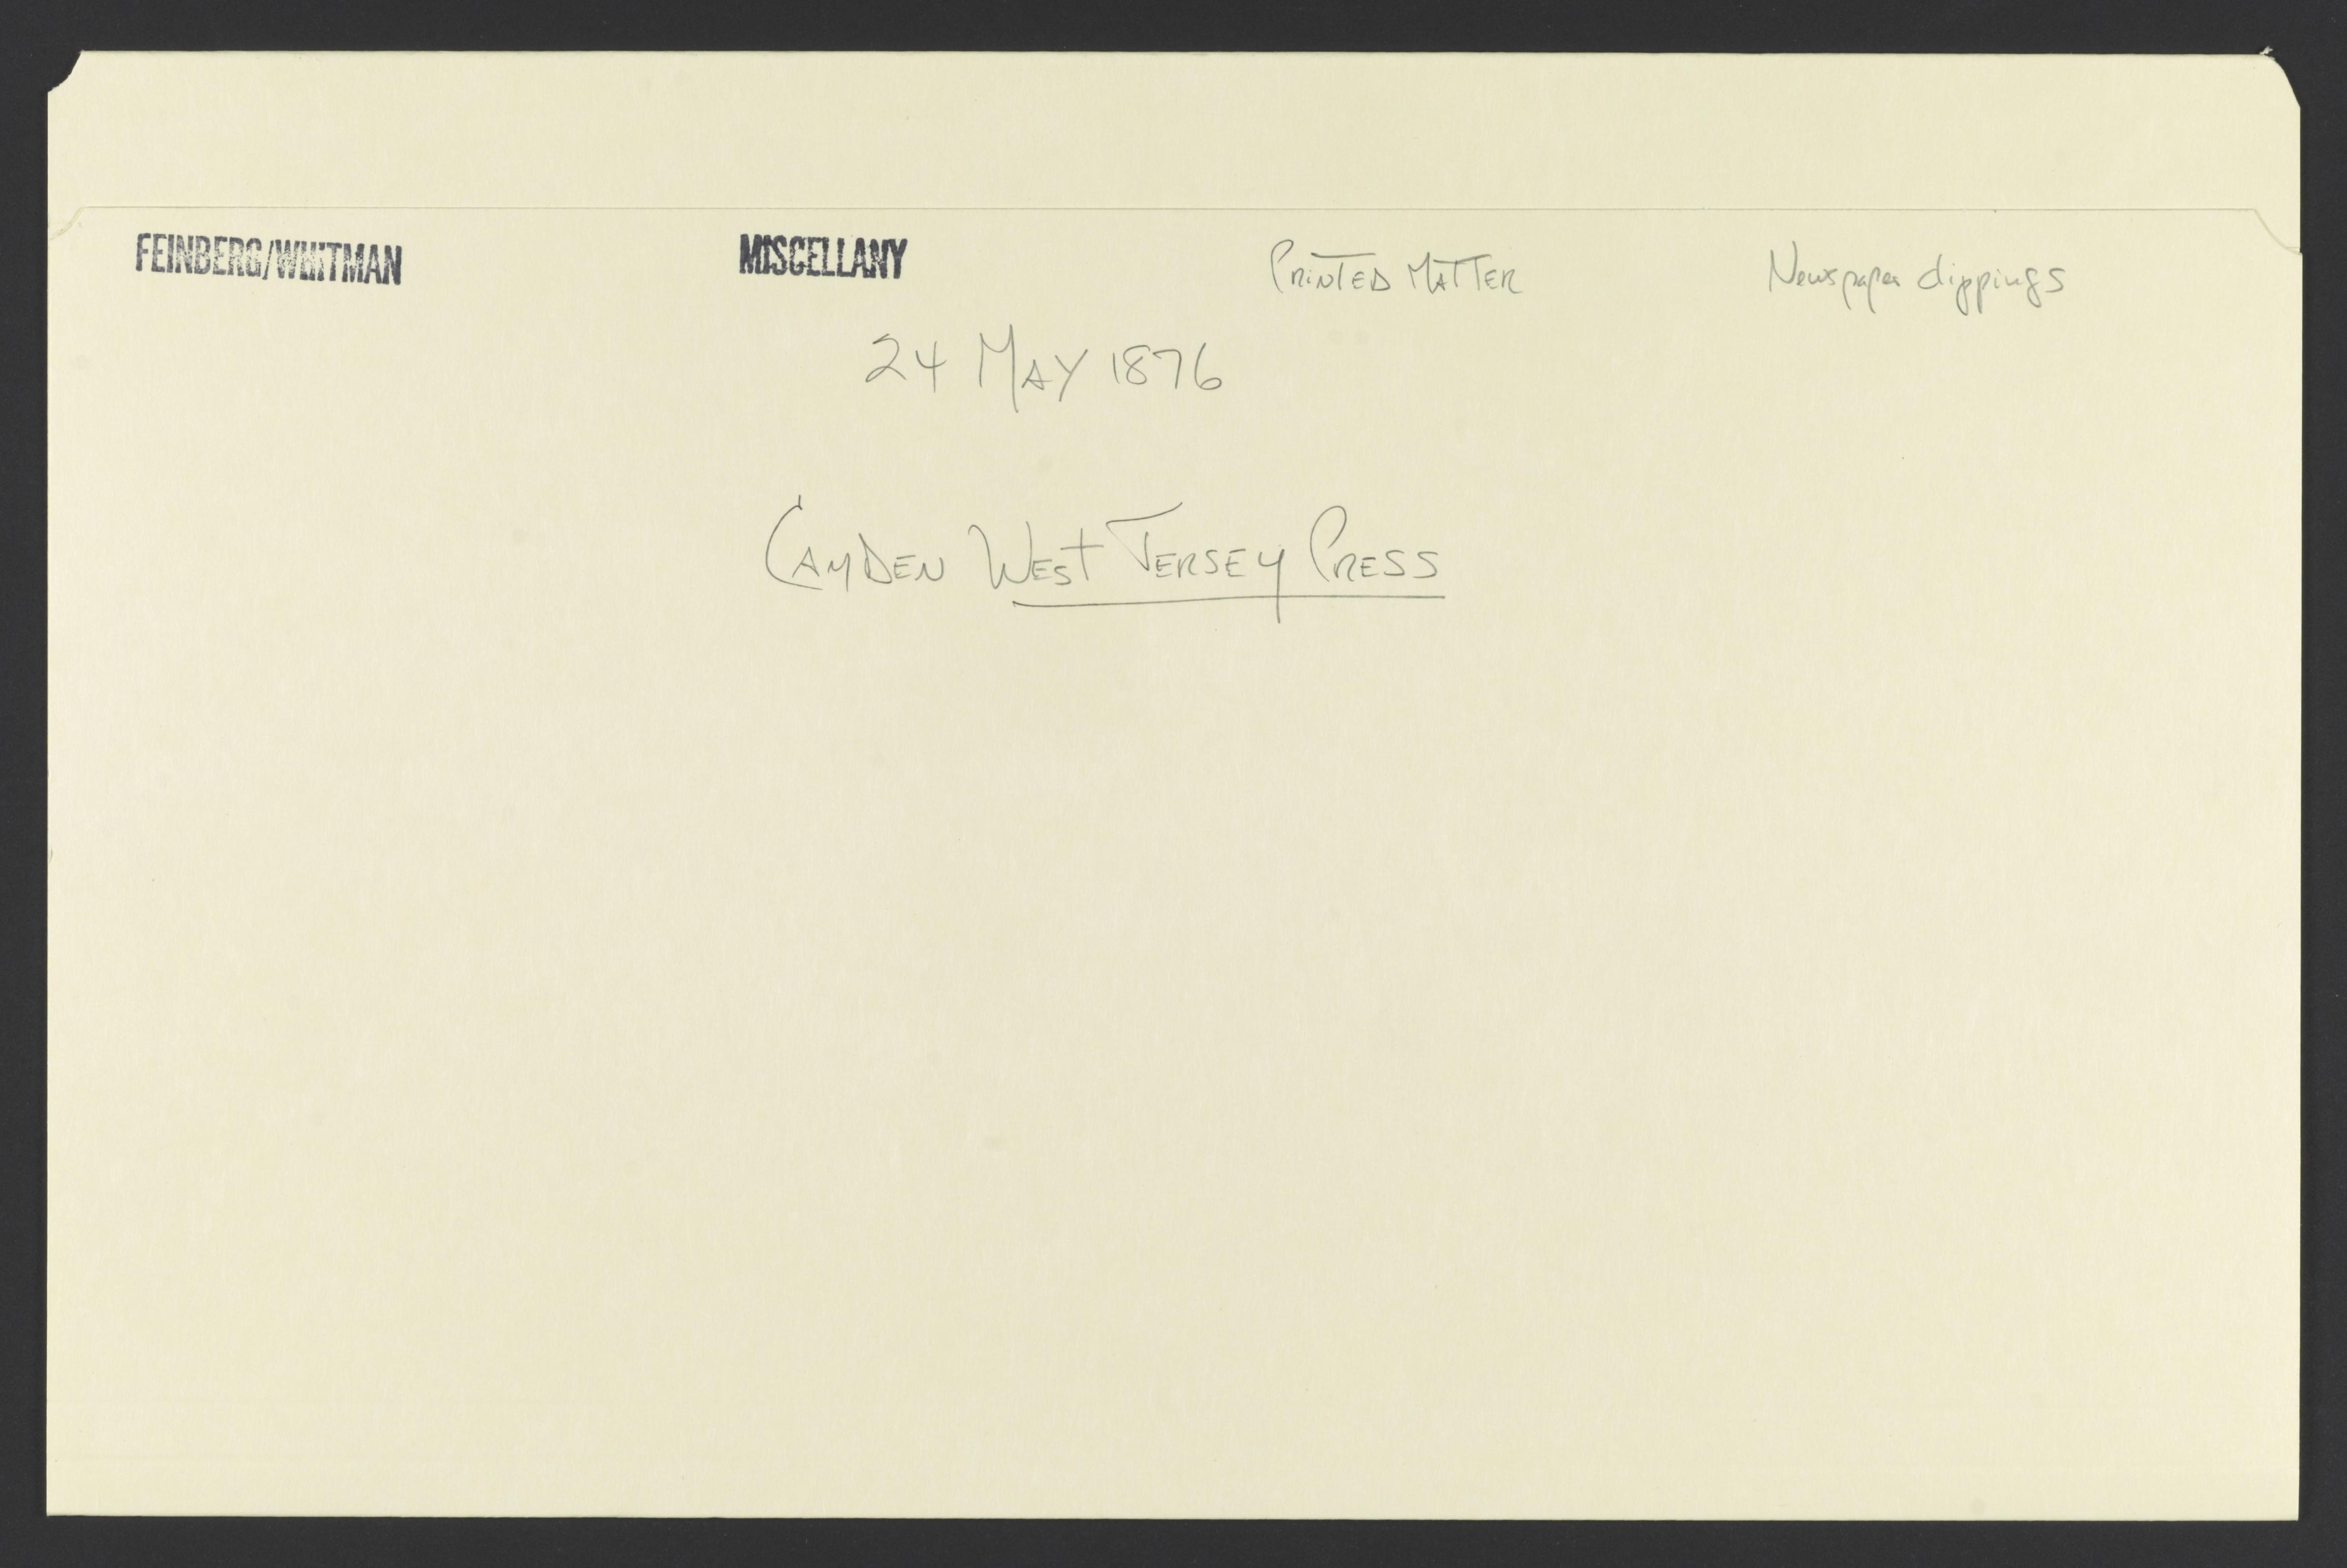 FEINBERG/WHITMAN MISCELLANY PRINTED MATTER Newspaper clippings
24 MAY 1876
CAMDEN WEST JERSEY PRESS